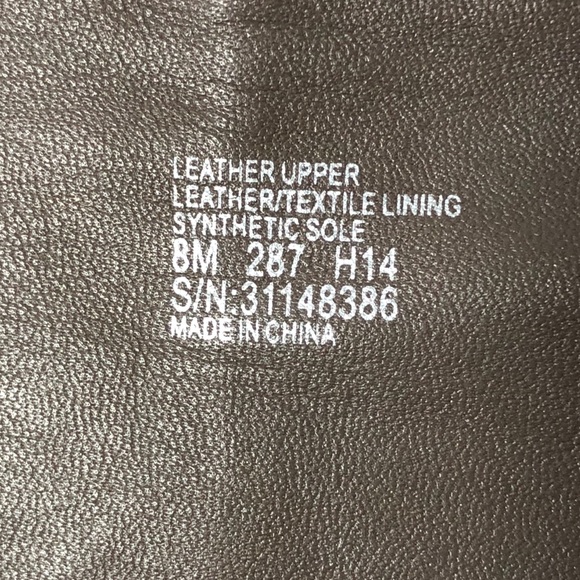 LEATHER UPPER
LEATHER/TEXTILE LINING
SYNTHETIC SOLE
8M 287 H14
S/N:31148386
MADE IN CHINA